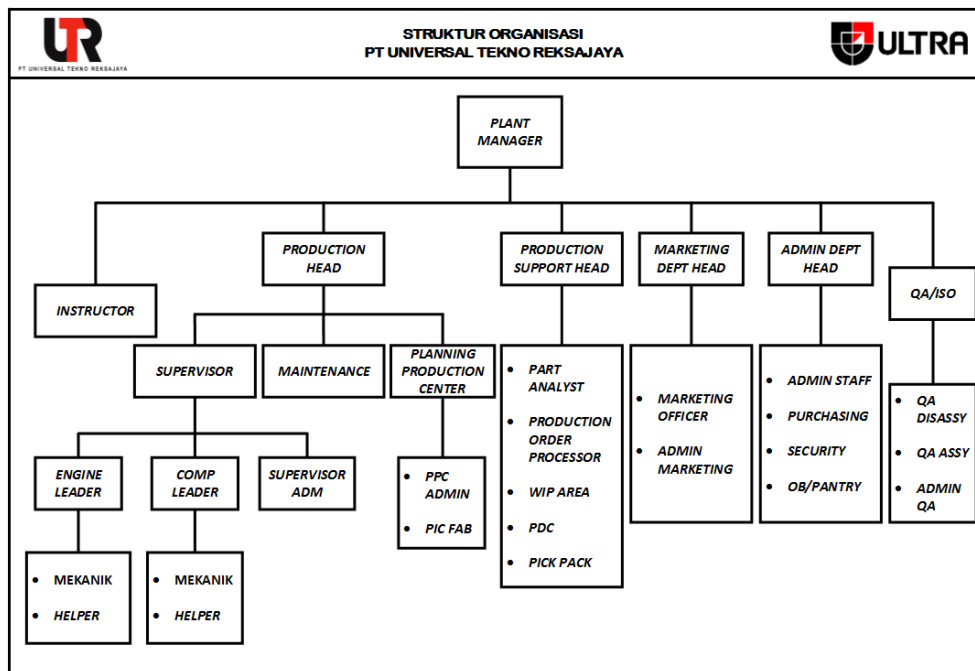 UTR
PT UNIVERSAL TEKNO REKSAJAYA
STRUKTUR ORGANISASI
PT UNIVERSAL TEKNO REKSAJAYA
ULTRA
PLANT
MANAGER
INSTRUCTOR
PRODUCTION
HEAD
PRODUCTION
SUPPORT HEAD
MARKETING
DEPT HEAD
ADMIN DEPT
HEAD
QA/ISO
SUPERVISOR
MAINTENANCE
PLANNING
PRODUCTION
CENTER
• PART
ANALYST
• PRODUCTION
ORDER
PROCESSOR
• WIP AREA
• PDC
• PICK PACK
• MARKETING
OFFICER
• ADMIN
MARKETING
• ADMIN STAFF
• PURCHASING
• SECURITY
• OB/PANTRY
• QA
DISASSY
• QA ASSY
• ADMIN
QA
ENGINE
LEADER
COMP
LEADER
SUPERVISOR
ADM
• PPC
ADMIN
• PIC FAB
• MEKANIK
• HELPER
• MEKANIK
• HELPER